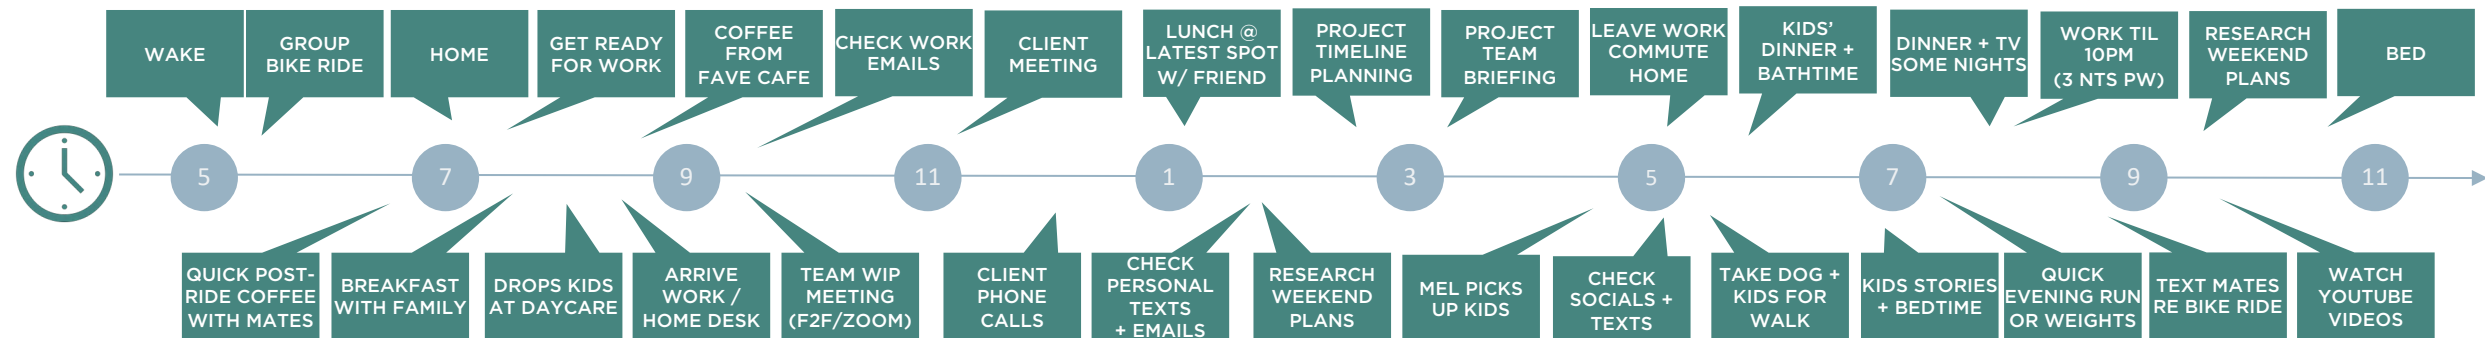 WAKE
GROUP
BIKE RIDE
HOME
GET READY
FOR WORK
COFFEE
FROM
FAVE CAFE
CHECK WORK
EMAILS
CLIENT
MEETING
LUNCH @
LATEST SPOT
W/ FRIEND
PROJECT
TIMELINE
PLANNING
PROJECT
TEAM
BRIEFING
LEAVE WORK
COMMUTE
HOME
KIDS’
DINNER +
BATHTIME
DINNER + TV
SOME NIGHTS
WORK TIL
10PM
(3 NTS PW)
RESEARCH
WEEKEND
PLANS
BED
5
7
9
11
1
3
5
7
9
11
QUICK POST-
RIDE COFFEE
WITH MATES
BREAKFAST
WITH FAMILY
DROPS KIDS
AT DAYCARE
ARRIVE
WORK /
HOME DESK
TEAM WIP
MEETING
(F2F/ZOOM)
CLIENT
PHONE
CALLS
CHECK
PERSONAL
TEXTS
+ EMAILS
RESEARCH
WEEKEND
PLANS
MEL PICKS
UP KIDS
CHECK
SOCIALS +
TEXTS
TAKE DOG +
KIDS FOR
WALK
KIDS STORIES
+ BEDTIME
QUICK
EVENING RUN
OR WEIGHTS
TEXT MATES
RE BIKE RIDE
WATCH
YOUTUBE
VIDEOS